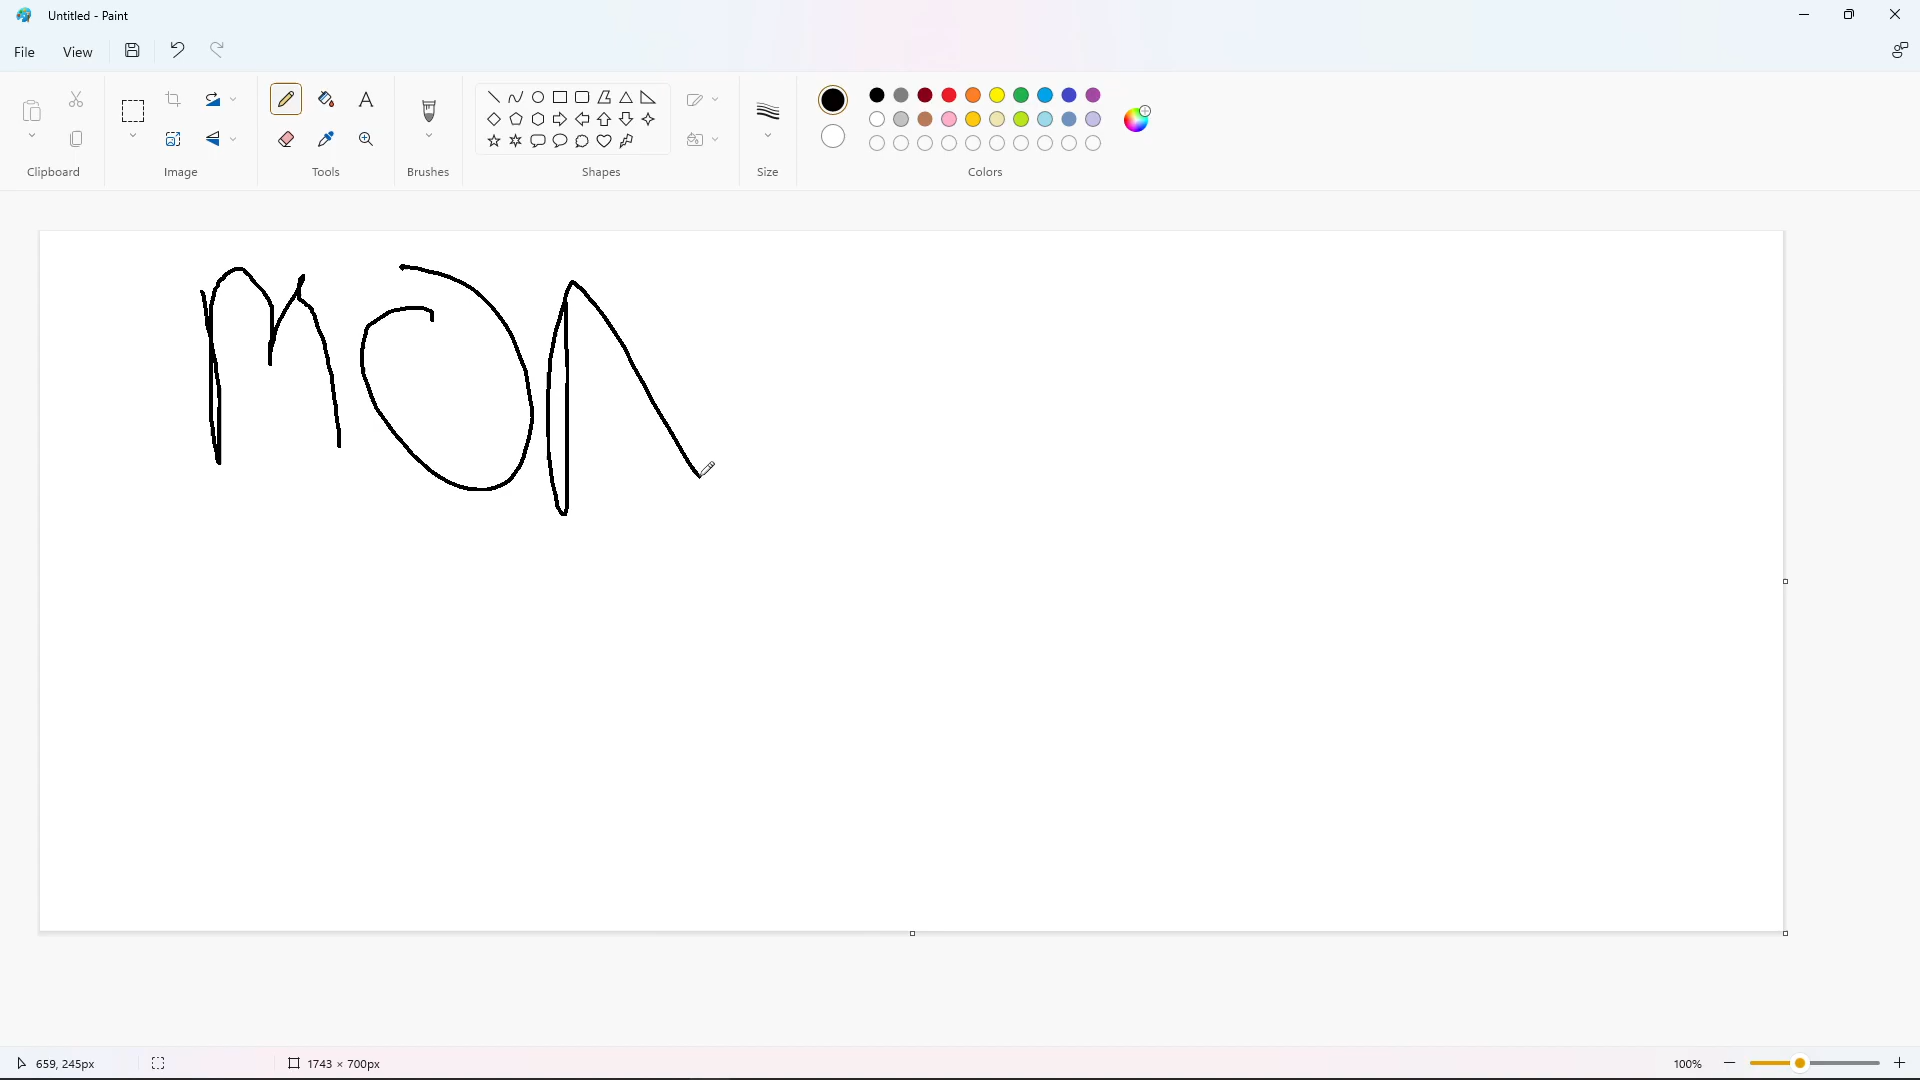 Untitled - Paint
File View
Clipboard Image Tools Brushes Shapes Size Colors
mon
659, 245px 1743 × 700px 100%